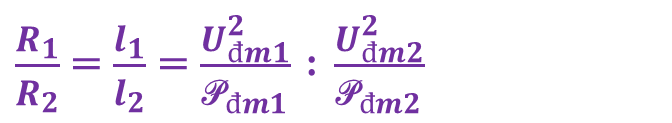 R₁/R₂ = l₁/l₂ = U²đm1/𝒫đm1 : U²đm2/𝒫đm2